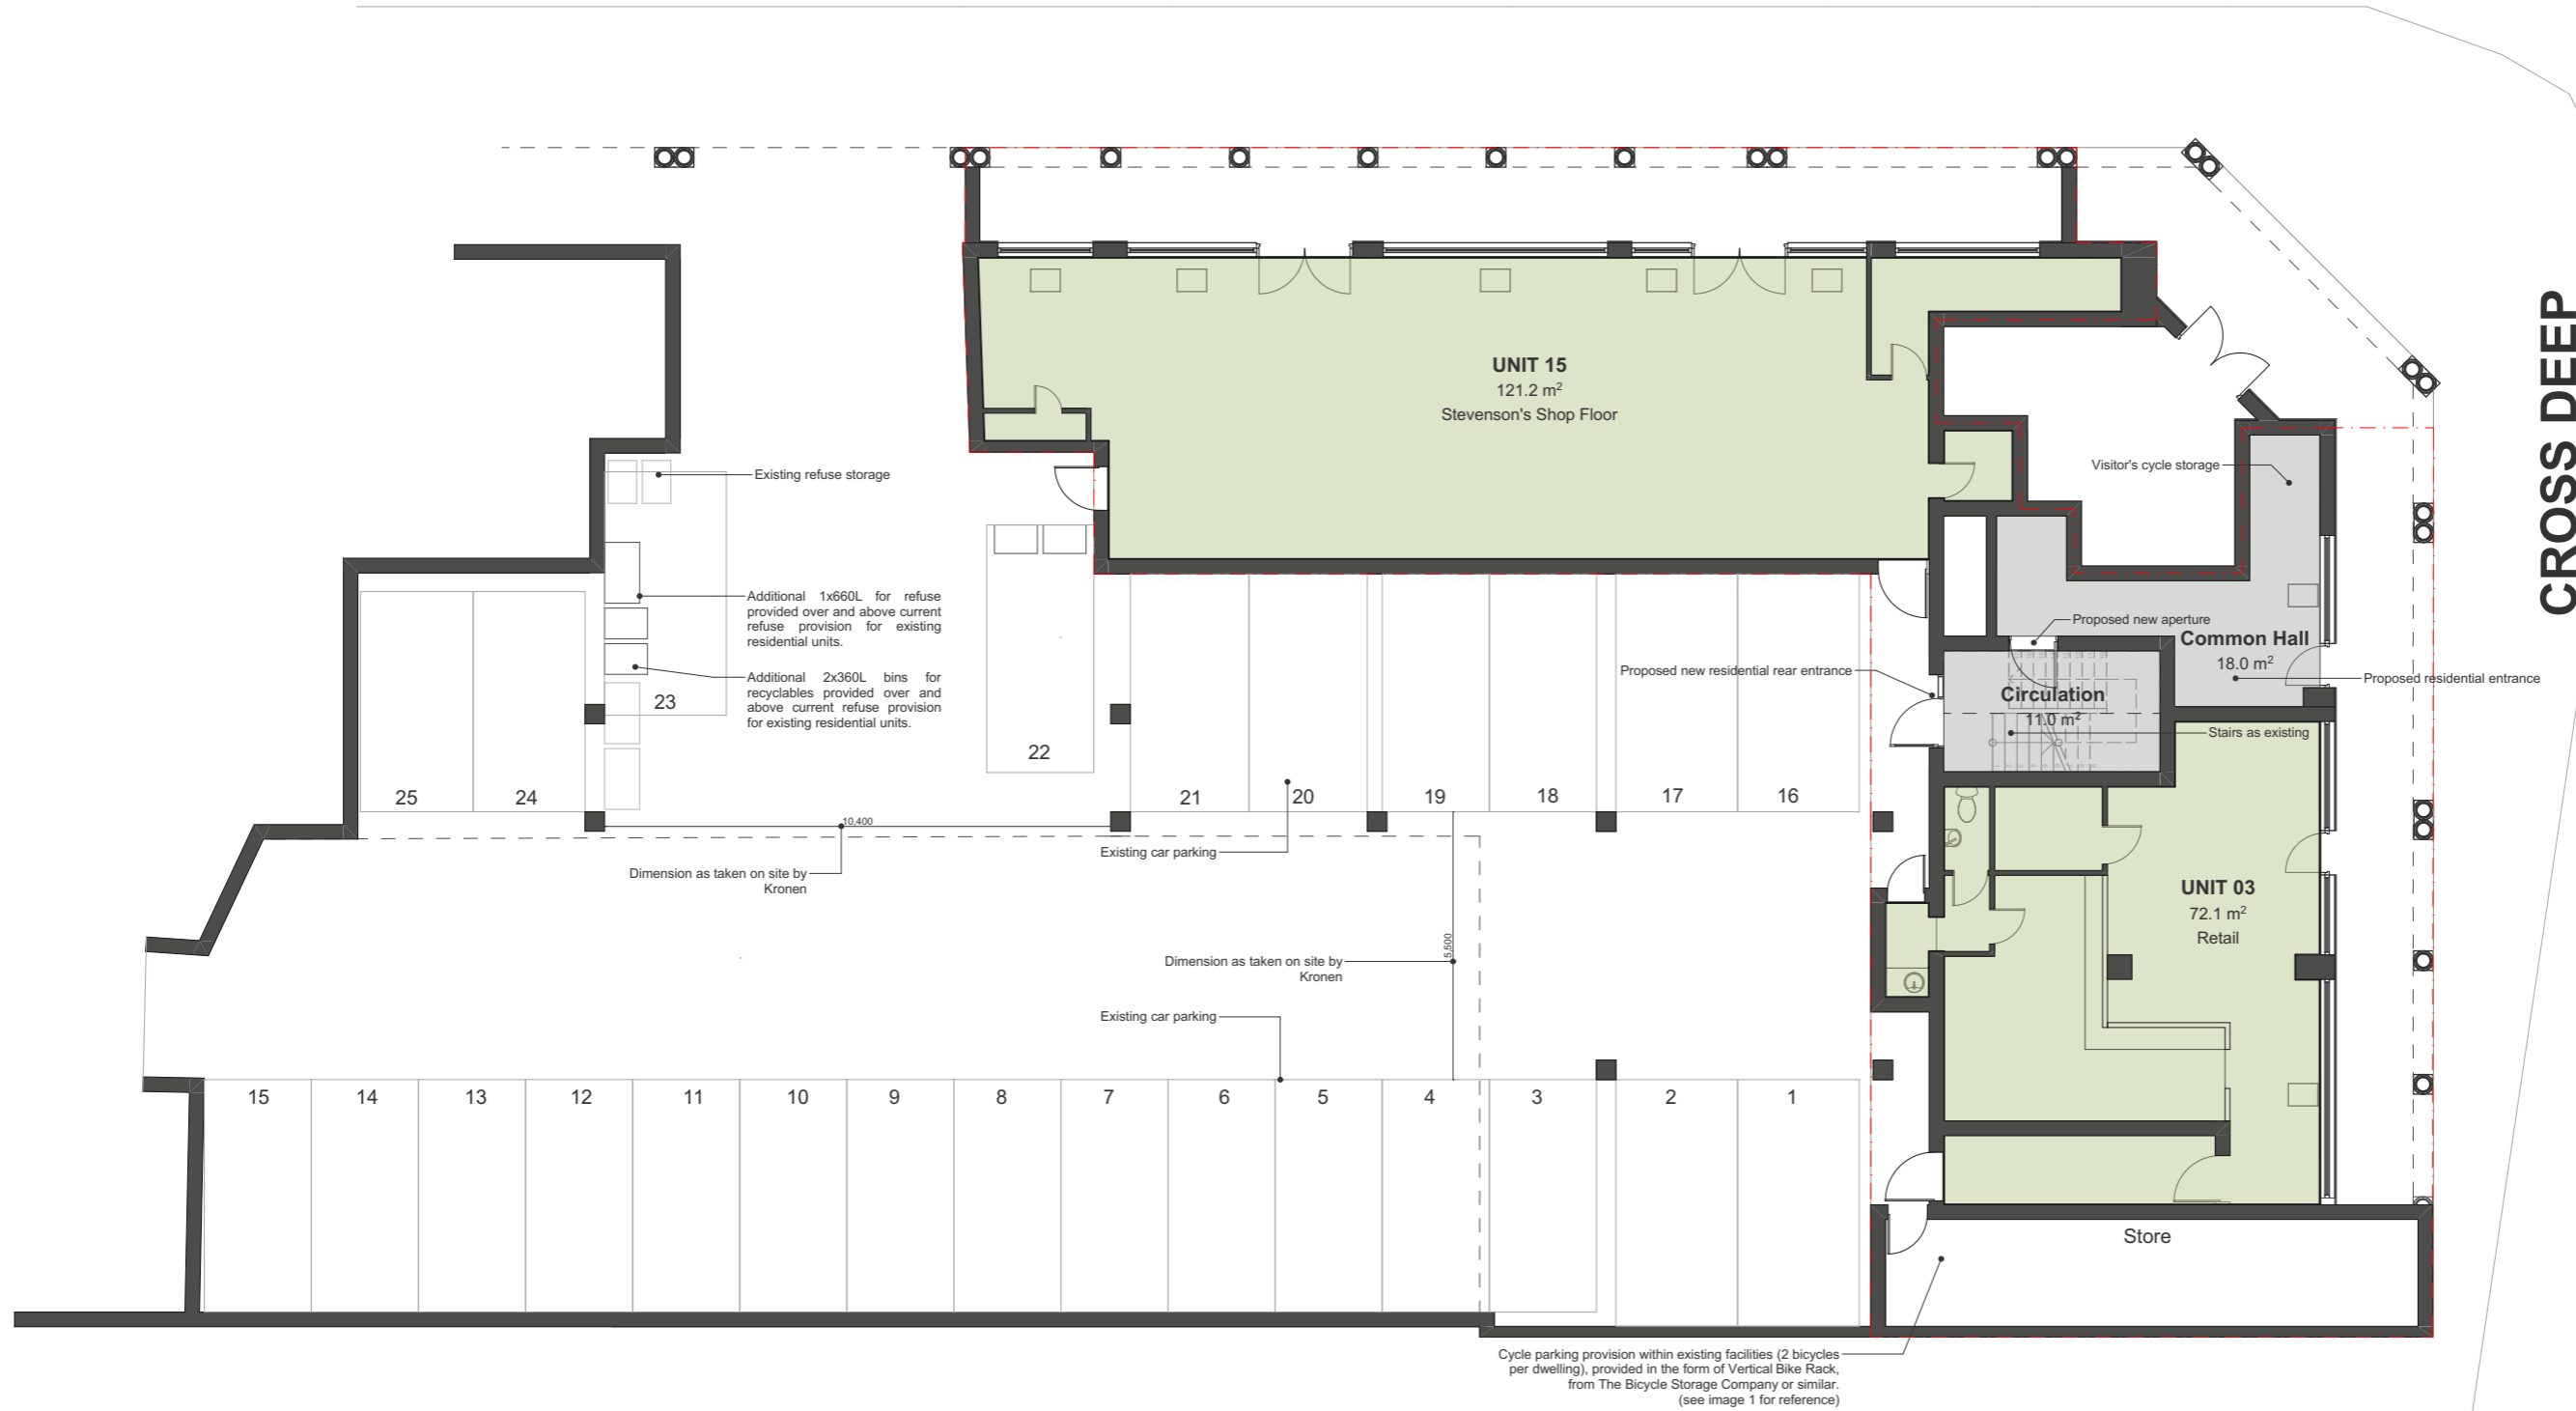 CROSS DEEP
UNIT 15
121.2 m²
Stevenson's Shop Floor
Visitor's cycle storage
Existing refuse storage
Additional 1x660L for refuse
provided over and above current
refuse provision for existing
residential units.
Additional 2x360L bins for
recyclables provided over and
above current refuse provision
for existing residential units.
Proposed new aperture
Common Hall
18.0 m²
Proposed new residential rear entrance
Proposed residential entrance
Circulation
11.0 m²
Stairs as existing
23
22
25
24
21
20
19
18
17
16
10,400
Existing car parking
Dimension as taken on site by
Kronen
UNIT 03
72.1 m²
Retail
5,500
Dimension as taken on site by
Kronen
Existing car parking
15
14
13
12
11
10
9
8
7
6
5
4
3
2
1
Store
Cycle parking provision within existing facilities (2 bicycles
per dwelling), provided in the form of Vertical Bike Rack,
from The Bicycle Storage Company or similar.
(see image 1 for reference)